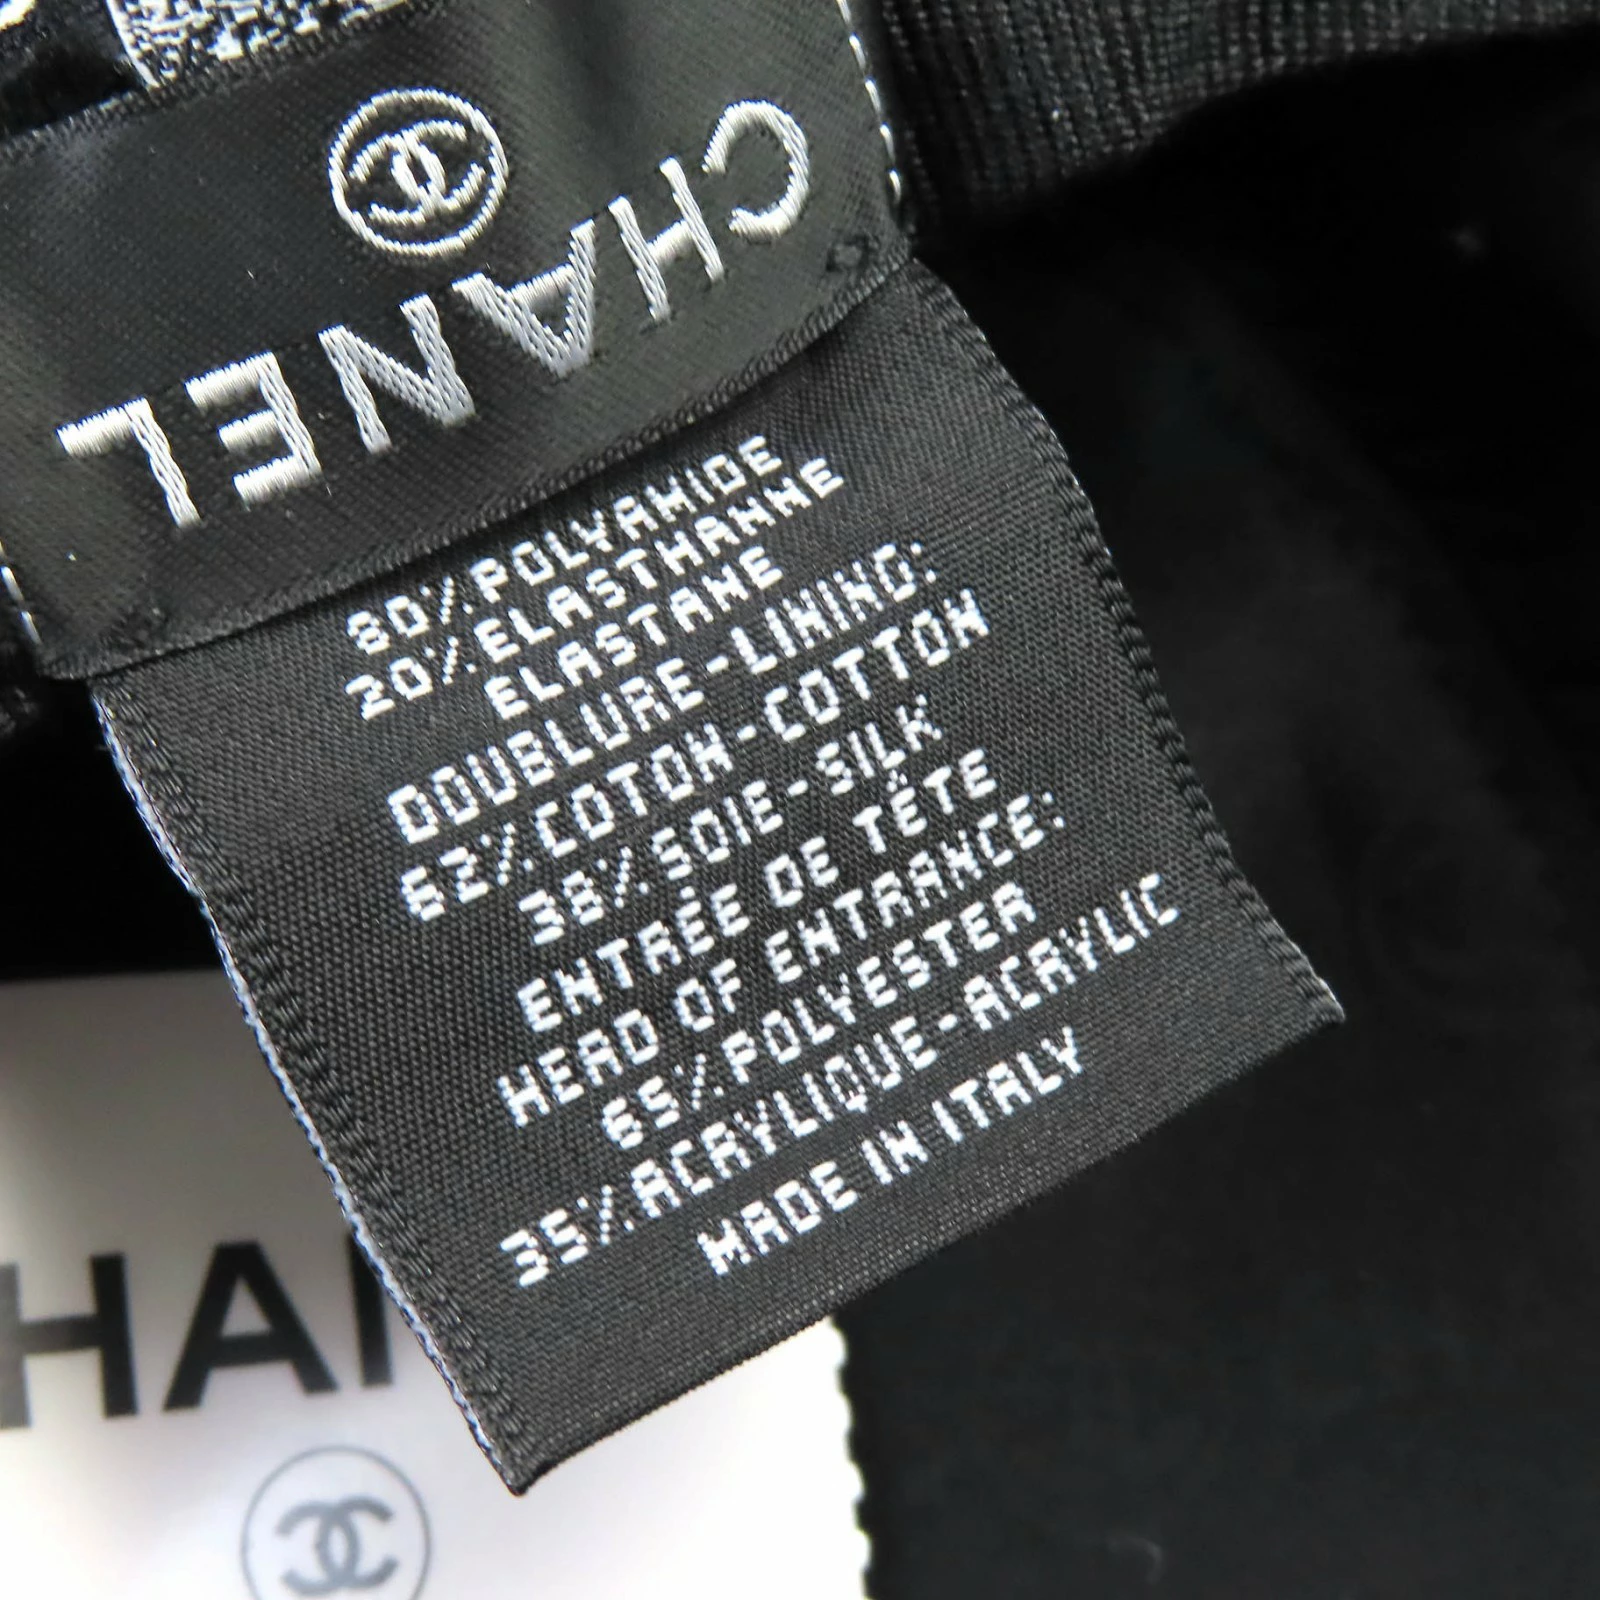 CHANEL
80%POLYAMIDE
20%ELASTHANNE
ELASTANE
DOUBLURE-LINING:
62%COTON-COTTON
38%SOIE-SILK
ENTRÉE DE TÊTE
HEAD OF ENTRANCE:
65%POLYESTER
35%ACRYLIQUE-ACRYLIC
MADE IN ITALY
HAN